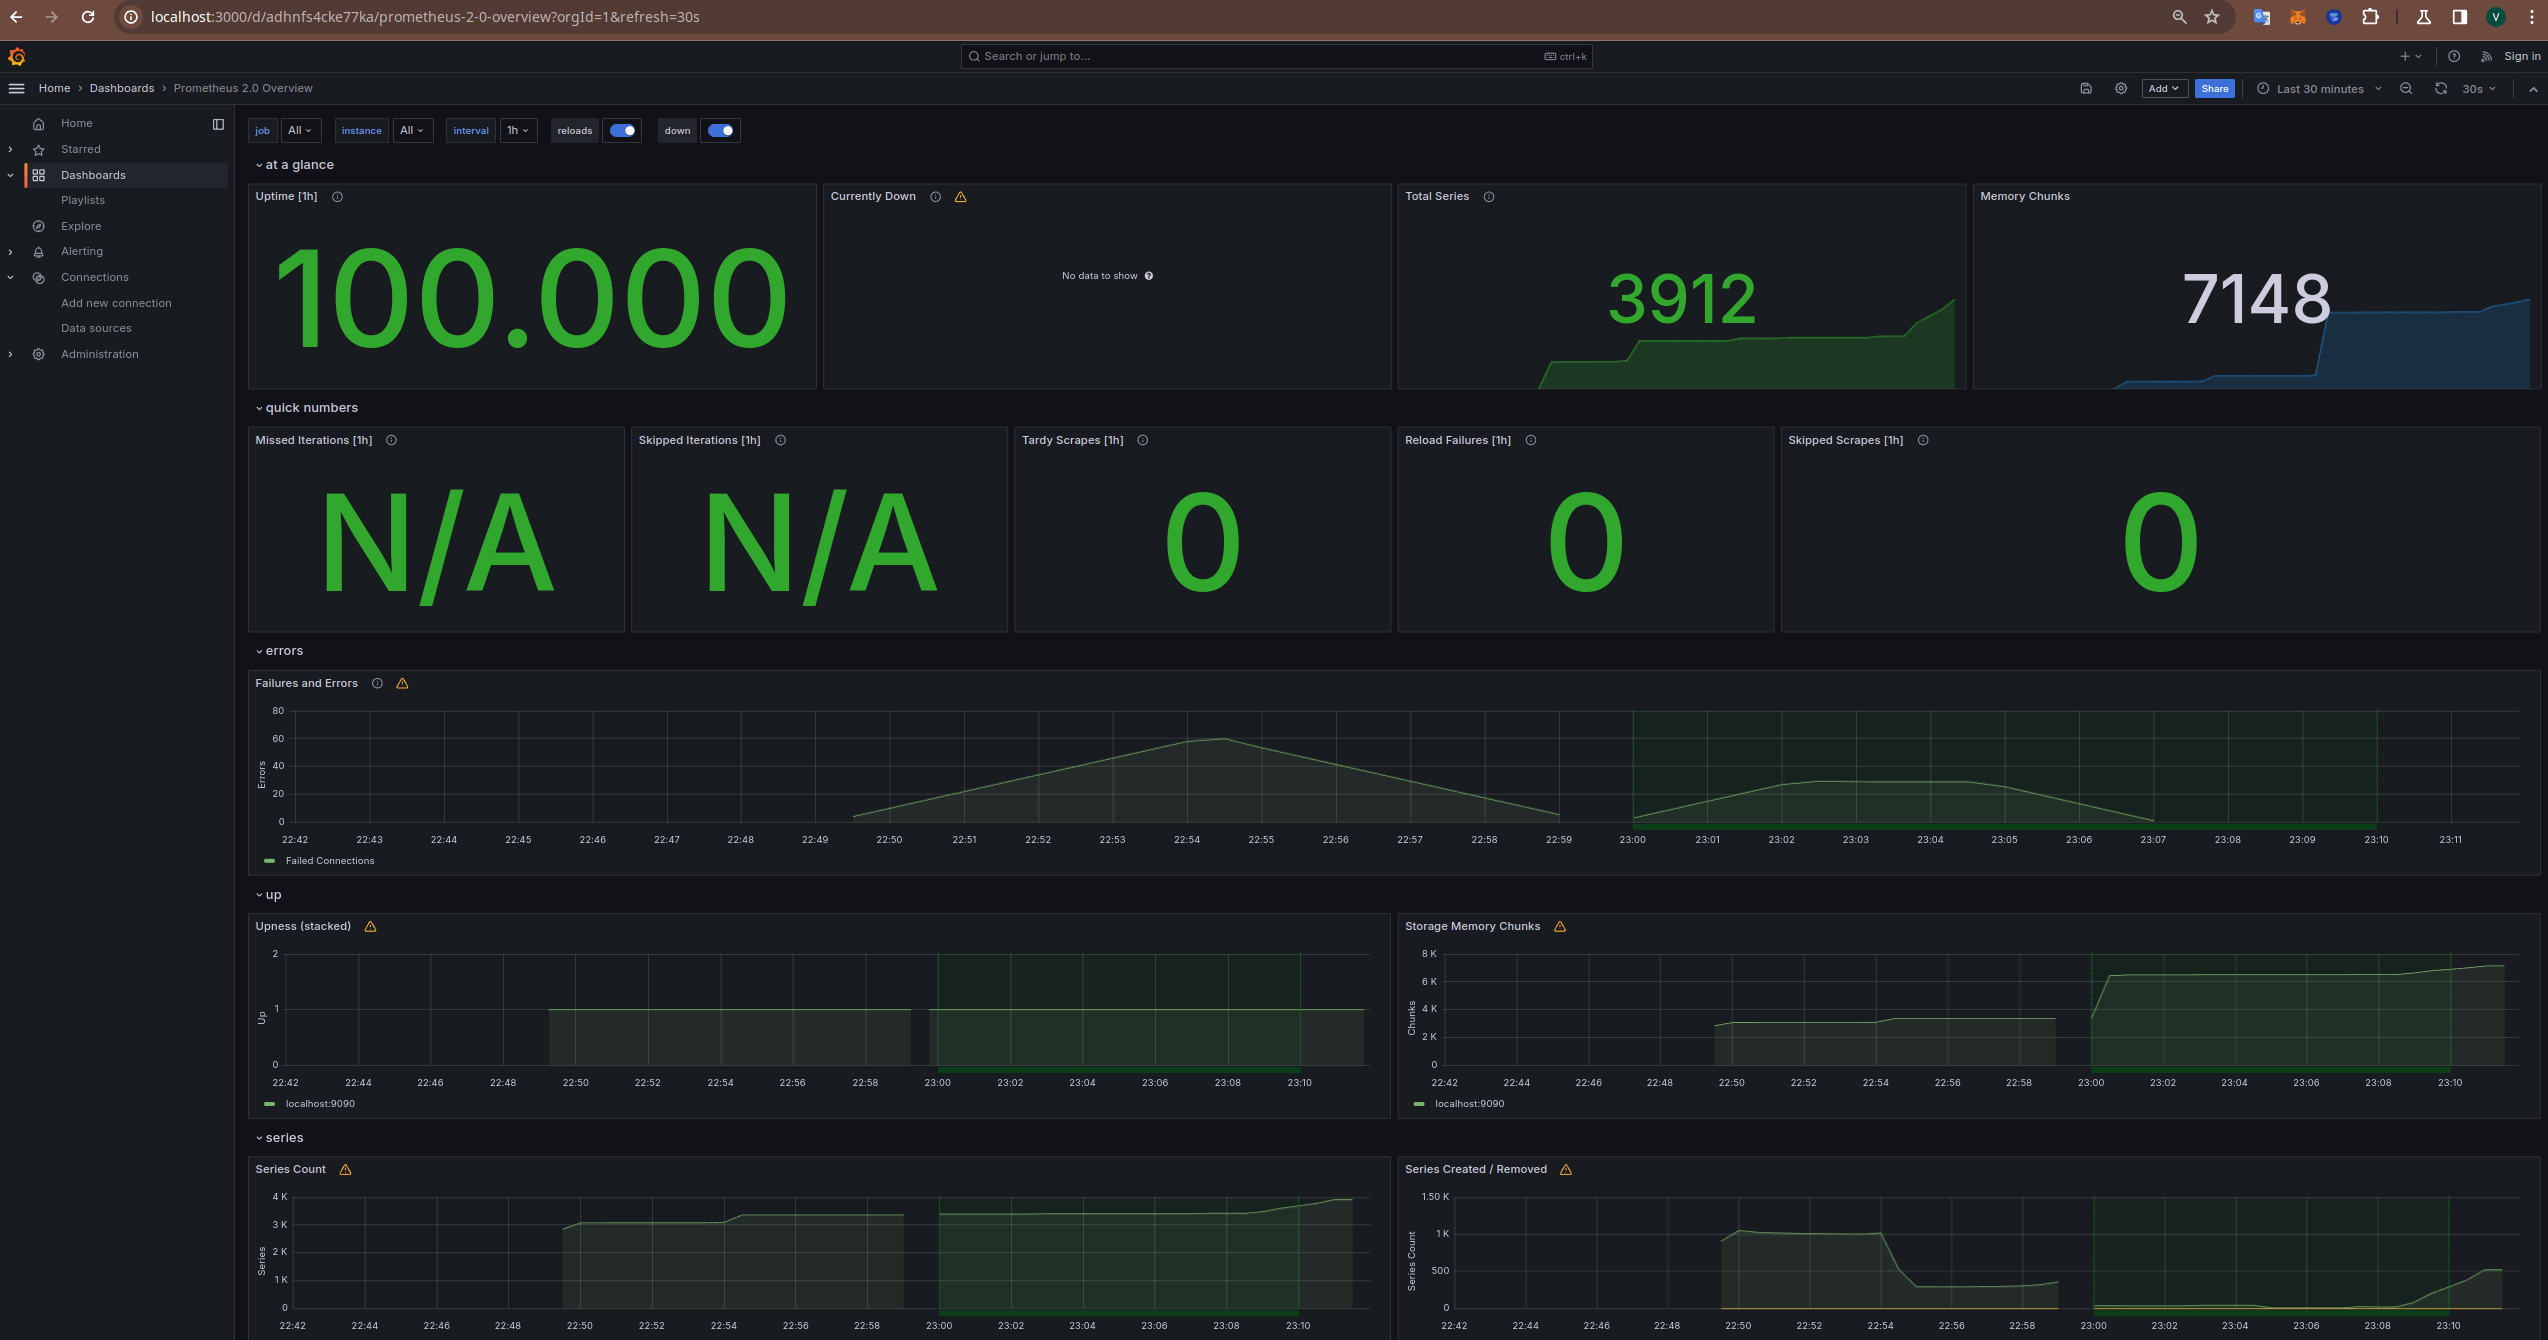 localhost:3000/d/adhnfs4cke77ka/prometheus-2-0-overview?orgId=1&refresh=30s
V
Search or jump to... ctrl+k
Sign in
Home › Dashboards › Prometheus 2.0 Overview
Add Share Last 30 minutes 30s
Home
Starred
Dashboards
Playlists
Explore
Alerting
Connections
Add new connection
Data sources
Administration
job All instance All interval 1h reloads down
at a glance
Uptime [1h]
100.000
Currently Down
No data to show
Total Series
3912
Memory Chunks
7148
quick numbers
Missed Iterations [1h]
N/A
Skipped Iterations [1h]
N/A
Tardy Scrapes [1h]
0
Reload Failures [1h]
0
Skipped Scrapes [1h]
0
errors
Failures and Errors
Errors
80
60
40
20
0
22:42 22:43 22:44 22:45 22:46 22:47 22:48 22:49 22:50 22:51 22:52 22:53 22:54 22:55 22:56 22:57 22:58 22:59 23:00 23:01 23:02 23:03 23:04 23:05 23:06 23:07 23:08 23:09 23:10 23:11
Failed Connections
up
Upness (stacked)
Up
2
1
0
22:42 22:44 22:46 22:48 22:50 22:52 22:54 22:56 22:58 23:00 23:02 23:04 23:06 23:08 23:10
localhost:9090
Storage Memory Chunks
Chunks
8 K
6 K
4 K
2 K
0
22:42 22:44 22:46 22:48 22:50 22:52 22:54 22:56 22:58 23:00 23:02 23:04 23:06 23:08 23:10
localhost:9090
series
Series Count
Series
4 K
3 K
2 K
1 K
0
22:42 22:44 22:46 22:48 22:50 22:52 22:54 22:56 22:58 23:00 23:02 23:04 23:06 23:08 23:10
Series Created / Removed
Series Count
1.50 K
1 K
500
0
22:42 22:44 22:46 22:48 22:50 22:52 22:54 22:56 22:58 23:00 23:02 23:04 23:06 23:08 23:10